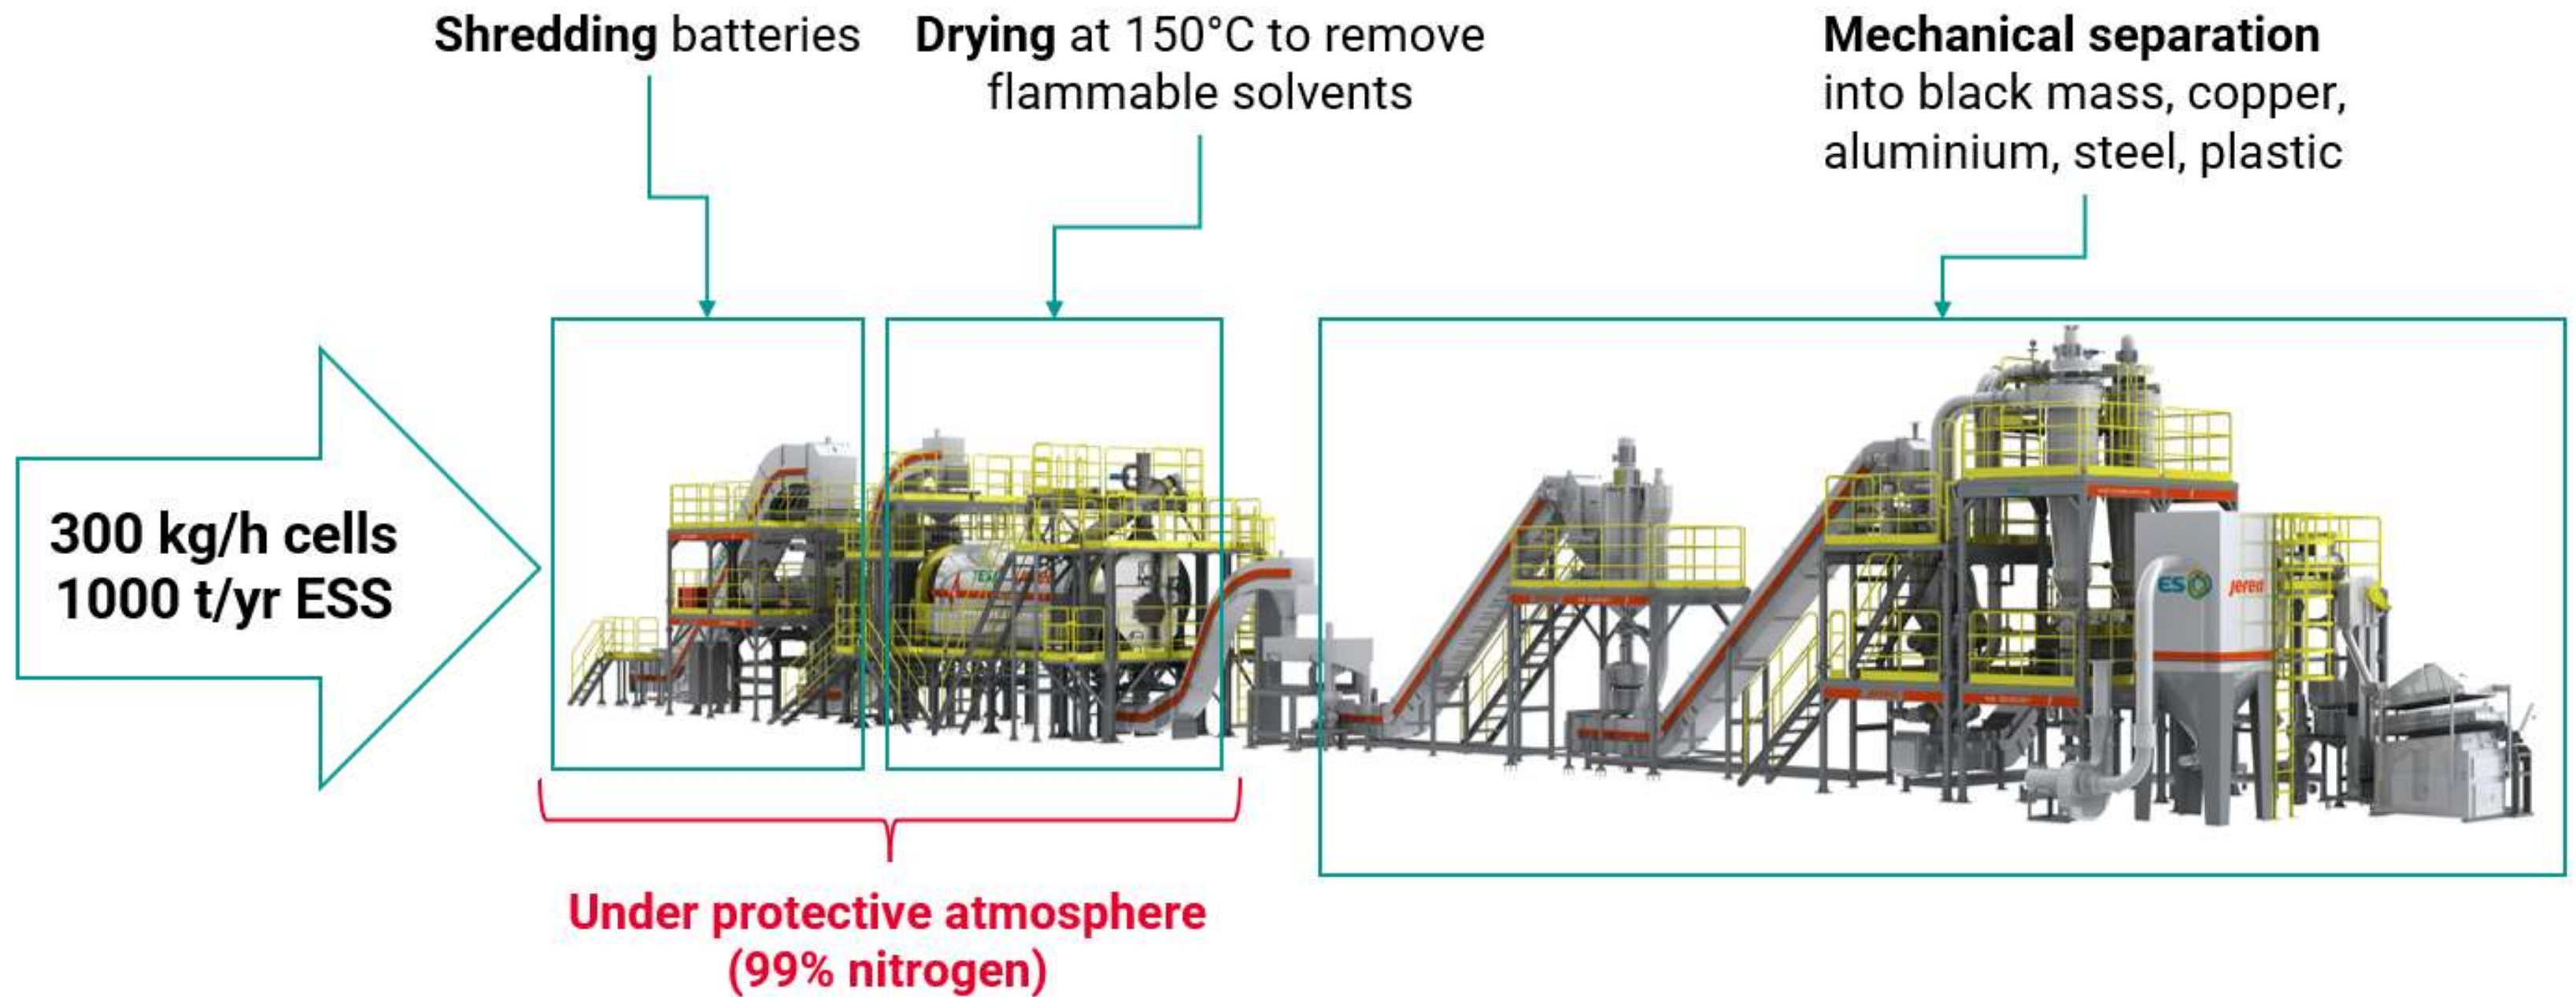 Shredding batteries
Drying at 150°C to remove
flammable solvents
Mechanical separation
into black mass, copper,
aluminium, steel, plastic
300 kg/h cells
1000 t/yr ESS
ES
jered
Under protective atmosphere
(99% nitrogen)